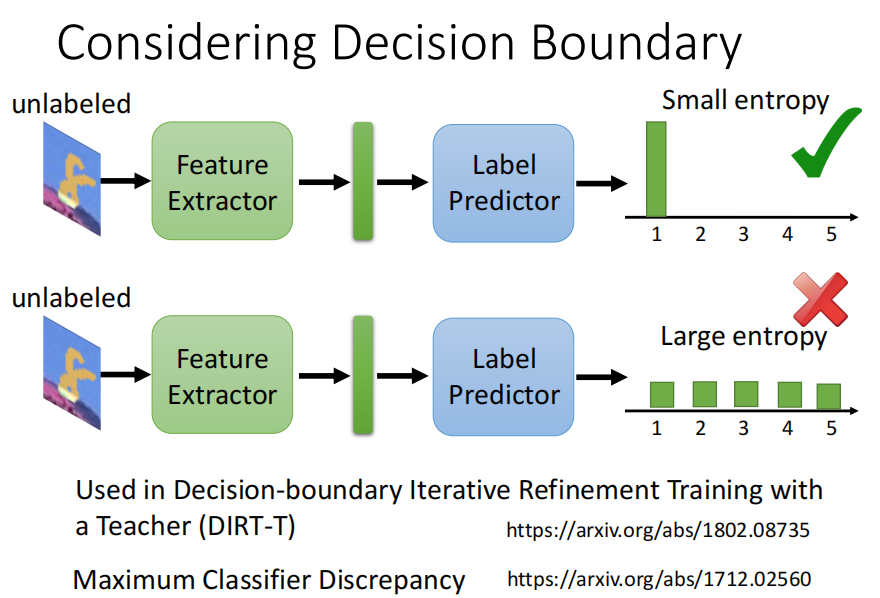 Considering Decision Boundary
unlabeled
Feature
Extractor
Label
Predictor
Small entropy
1 2 3 4 5
unlabeled
Feature
Extractor
Label
Predictor
Large entropy
1 2 3 4 5
Used in Decision-boundary Iterative Refinement Training with
a Teacher (DIRT-T) https://arxiv.org/abs/1802.08735
Maximum Classifier Discrepancy https://arxiv.org/abs/1712.02560